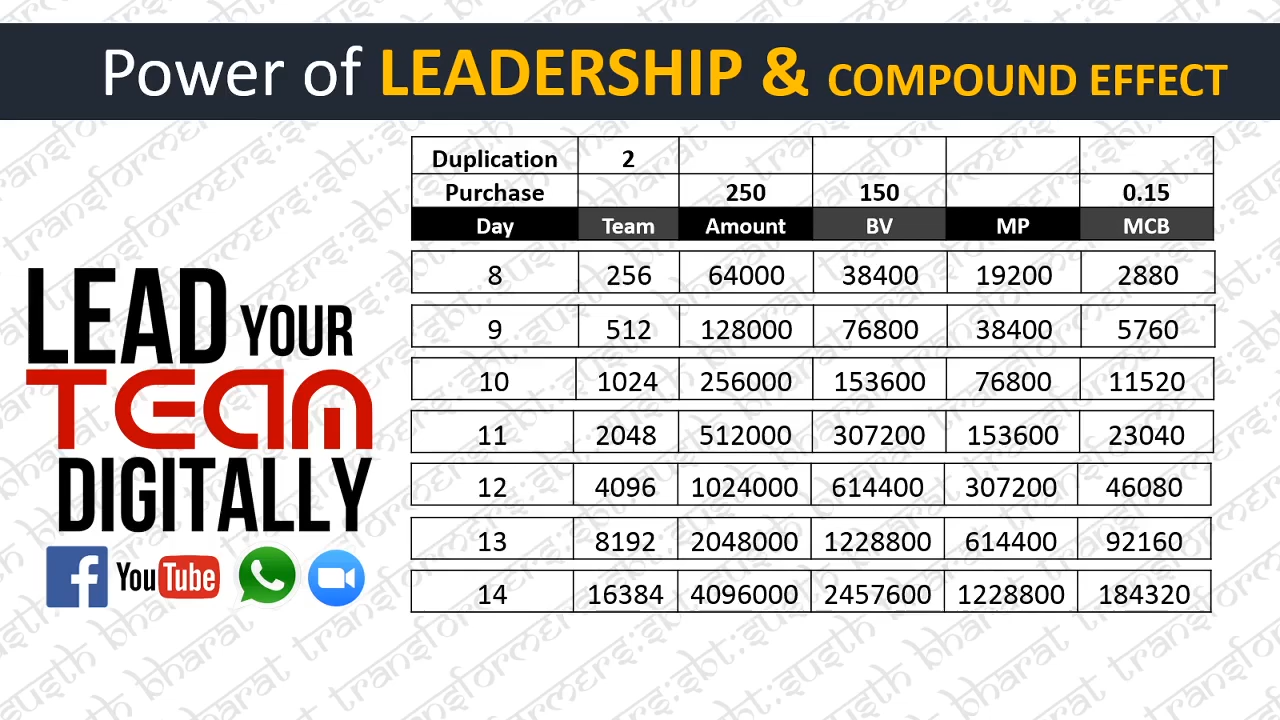 Power of LEADERSHIP & COMPOUND EFFECT
Duplication 2
Purchase 250 150 0.15
Day Team Amount BV MP MCB
8 256 64000 38400 19200 2880
9 512 128000 76800 38400 5760
10 1024 256000 153600 76800 11520
11 2048 512000 307200 153600 23040
12 4096 1024000 614400 307200 46080
13 8192 2048000 1228800 614400 92160
14 16384 4096000 2457600 1228800 184320
LEAD YOUR
TEAM
DIGITALLY
f YouTube